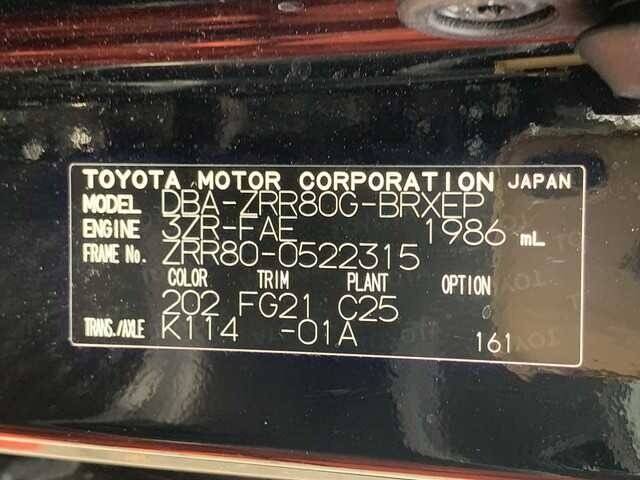 TOYOTA MOTOR CORPORATION JAPAN
MODEL DBA-ZRR80G-BRXEP
ENGINE 3ZR-FAE 1986 mL
FRAME No. ZRR80-0522315
COLOR TRIM PLANT OPTION
202 FG21 C25
TRANS./AXLE K114 -01A 161